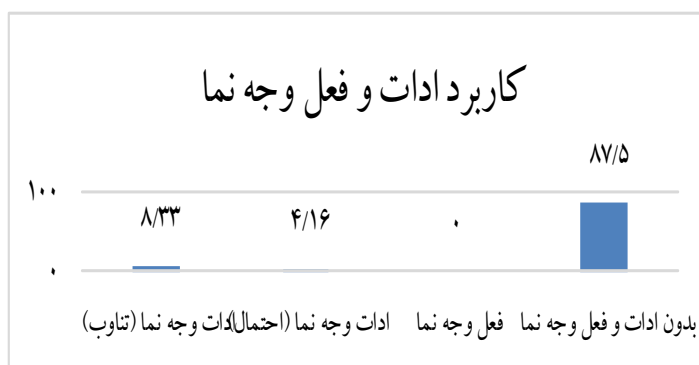 کاربرد ادات و فعل وجه نما
۸۷/۵
۱۰۰
۸/۳۳
۴/۱۶
۰
۰
بدون ادات و فعل وجه نما
فعل وجه نما
ادات وجه نما (احتمال)
ادات وجه نما (تناوب)